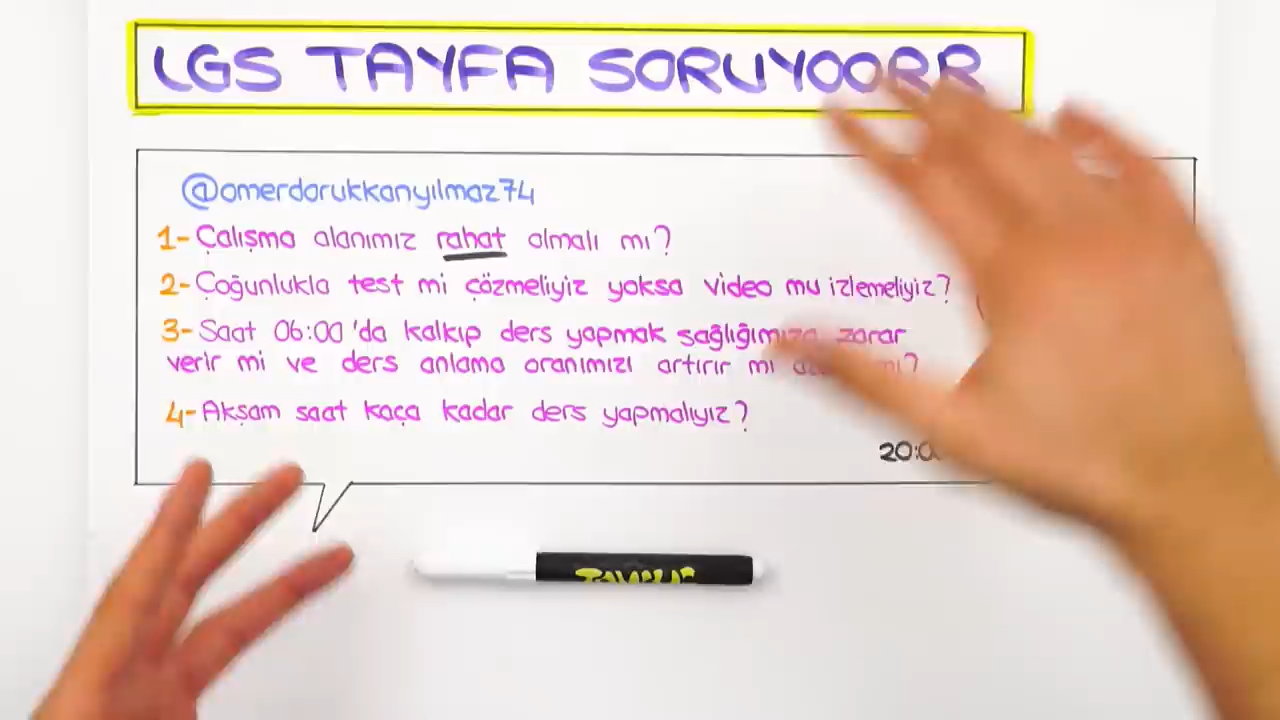 LGS TAYFA SORUYOORR
@omerdorukkanyılmaz74
1- Çalışma alanımız rahat olmalı mı?
2- Çoğunlukla test mi çözmeliyiz yoksa video mu izlemeliyiz?
3- Saat 06:00'da kalkıp ders yapmak sağlığımıza zarar
verir mi ve ders anlama oranımızı artırır mı mı?
4- Akşam saat kaça kadar ders yapmalıyız?